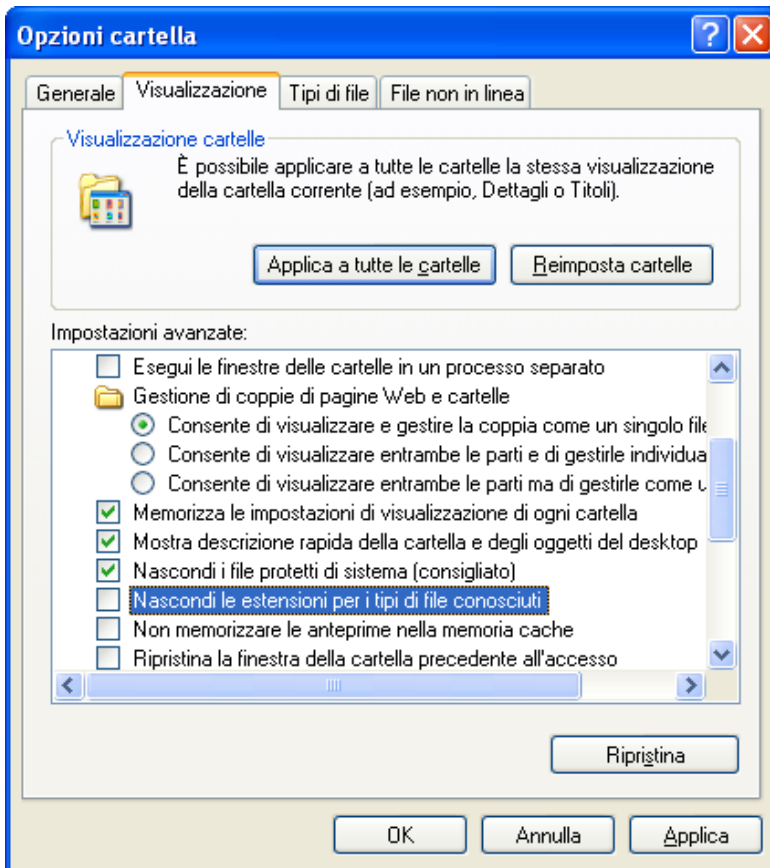 Opzioni cartella
Generale Visualizzazione Tipi di file File non in linea
Visualizzazione cartelle
È possibile applicare a tutte le cartelle la stessa visualizzazione
della cartella corrente (ad esempio, Dettagli o Titoli).
Applica a tutte le cartelle Reimposta cartelle
Impostazioni avanzate:
Esegui le finestre delle cartelle in un processo separato
Gestione di coppie di pagine Web e cartelle
Consente di visualizzare e gestire la coppia come un singolo file
Consente di visualizzare entrambe le parti e di gestirle individua
Consente di visualizzare entrambe le parti ma di gestirle come u
Memorizza le impostazioni di visualizzazione di ogni cartella
Mostra descrizione rapida della cartella e degli oggetti del desktop
Nascondi i file protetti di sistema (consigliato)
Nascondi le estensioni per i tipi di file conosciuti
Non memorizzare le anteprime nella memoria cache
Ripristina la finestra della cartella precedente all'accesso
Ripristina
OK Annulla Applica